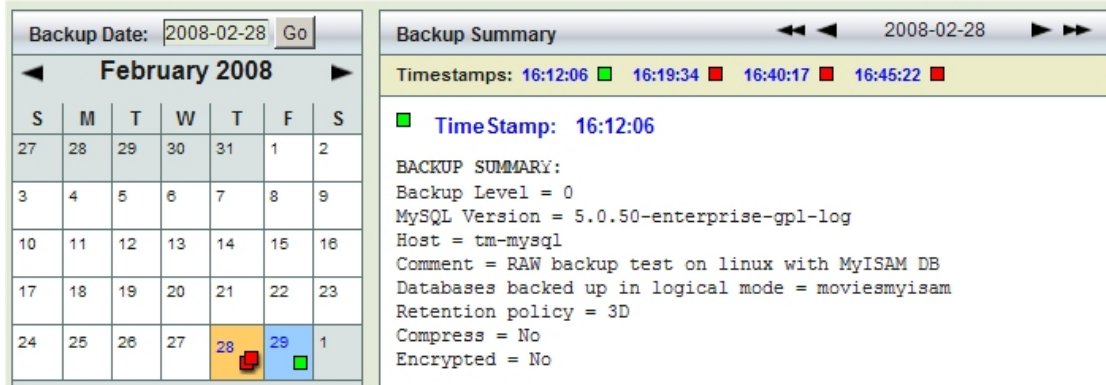 Backup Date: 2008-02-28 Go
February 2008
S M T W T F S
27 28 29 30 31 1 2
3 4 5 6 7 8 9
10 11 12 13 14 15 16
17 18 19 20 21 22 23
24 25 26 27 28 29 1
Backup Summary 2008-02-28
Timestamps: 16:12:06 16:19:34 16:40:17 16:45:22
TimeStamp: 16:12:06
BACKUP SUMMARY:
Backup Level = 0
MySQL Version = 5.0.50-enterprise-gpl-log
Host = tm-mysql
Comment = RAW backup test on linux with MyISAM DB
Databases backed up in logical mode = moviesmyisam
Retention policy = 3D
Compress = No
Encrypted = No